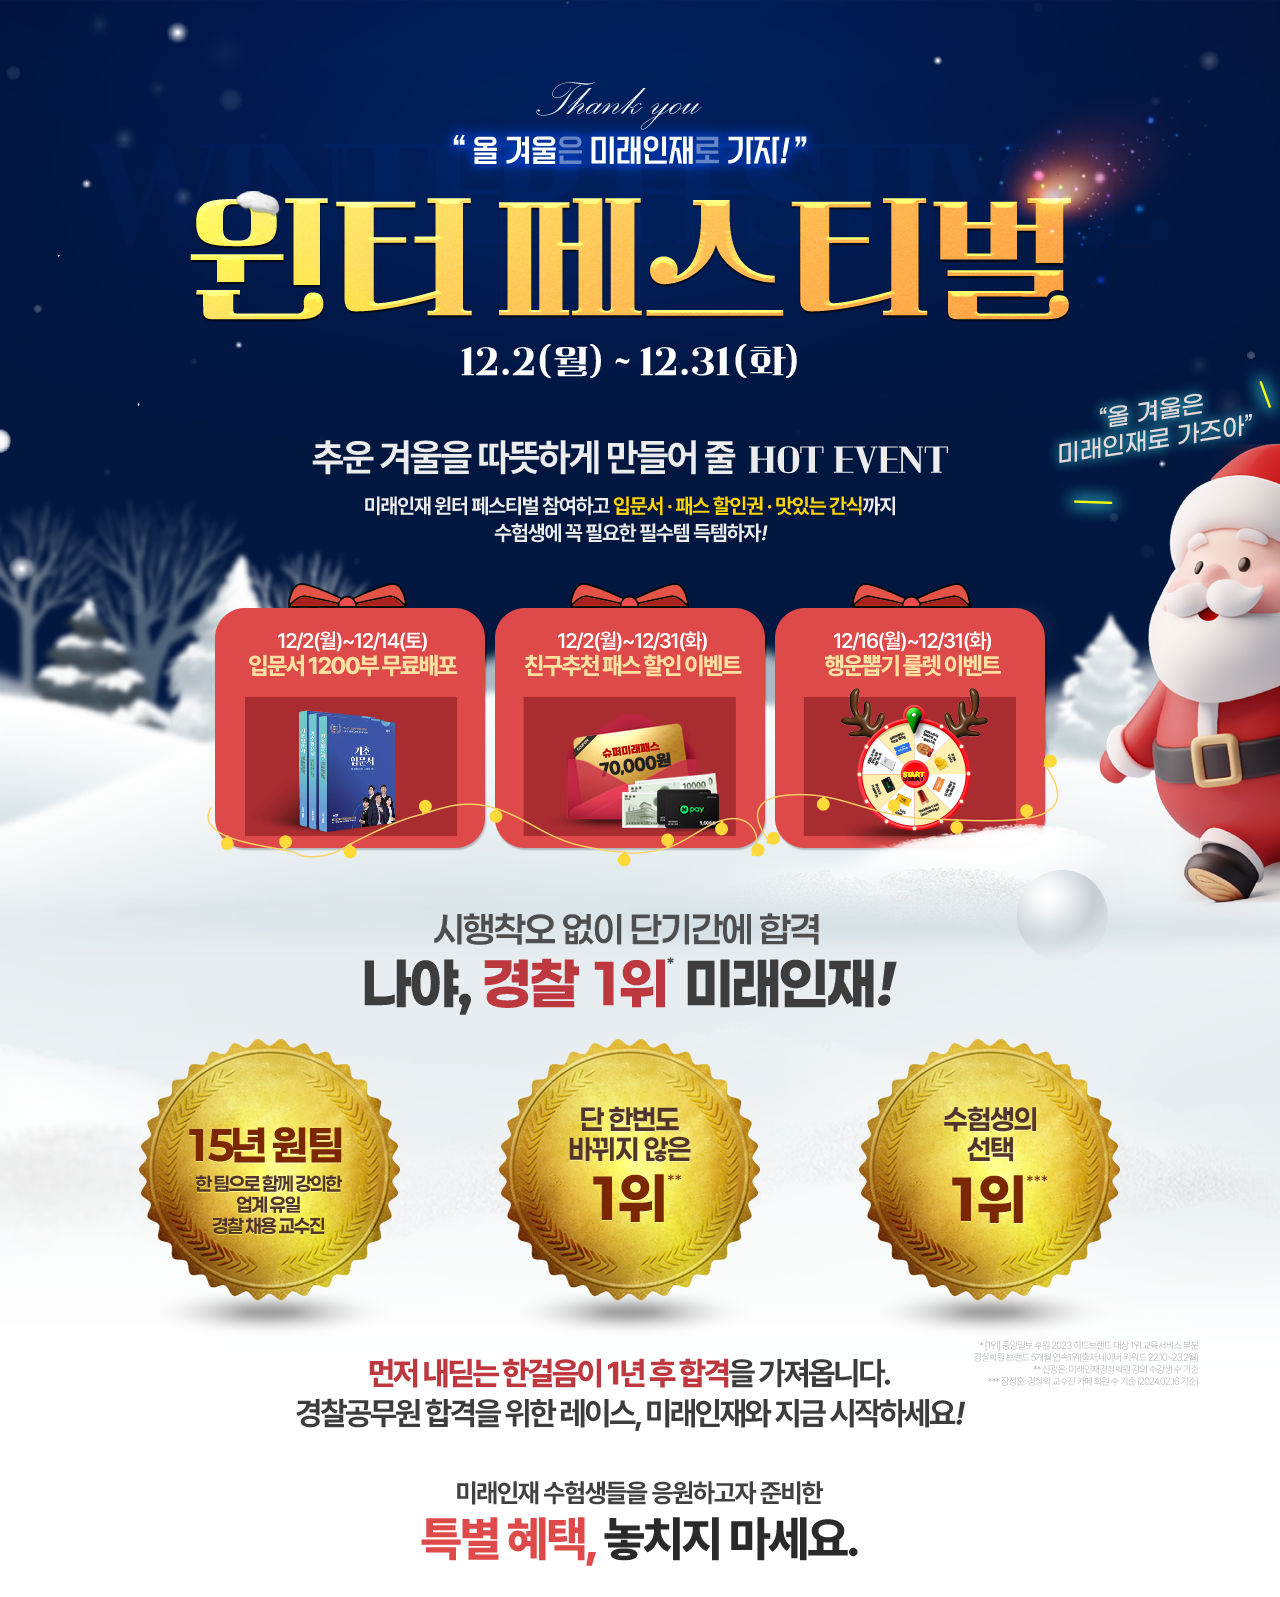 Thank you
“ 올 겨울은 미래인재로 가자! ”
WINTER FESTIVAL
윈터 페스티벌
12.2(월) ~ 12.31(화)
“올 겨울은
미래인재로 가즈아”
추운 겨울을 따뜻하게 만들어 줄 HOT EVENT
미래인재 윈터 페스티벌 참여하고 입문서 · 패스 할인권 · 맛있는 간식까지
수험생에 꼭 필요한 필수템 득템하자!
12/2(월)~12/14(토)
입문서 1200부 무료배포
기초
입문서
12/2(월)~12/31(화)
친구추천 패스 할인 이벤트
슈퍼미래패스
70,000원
10000
N pay
12/16(월)~12/31(화)
행운뽑기 룰렛 이벤트
START
시행착오 없이 단기간에 합격
나야, 경찰 1위* 미래인재!
15년 원팀
한 팀으로 함께 강의한
업계 유일
경찰 채용 교수진
단 한번도
바뀌지 않은
1위**
수험생의
선택
1위***
* [1위] 중앙일보 후원 2023 히트브랜드 대상 1위 교육서비스 부문
경찰학원 브랜드 5개월 연속1위(출처:네이버 키워드 22.10~23.2월)
** 신광은: 미래인재경찰학원 강의 수강생 수 기준
*** 장정훈: 경찰학 교수진 카페 회원 수 기준 (2024.02.16 기준)
먼저 내딛는 한걸음이 1년 후 합격을 가져옵니다.
경찰공무원 합격을 위한 레이스, 미래인재와 지금 시작하세요!
미래인재 수험생들을 응원하고자 준비한
특별 혜택, 놓치지 마세요.